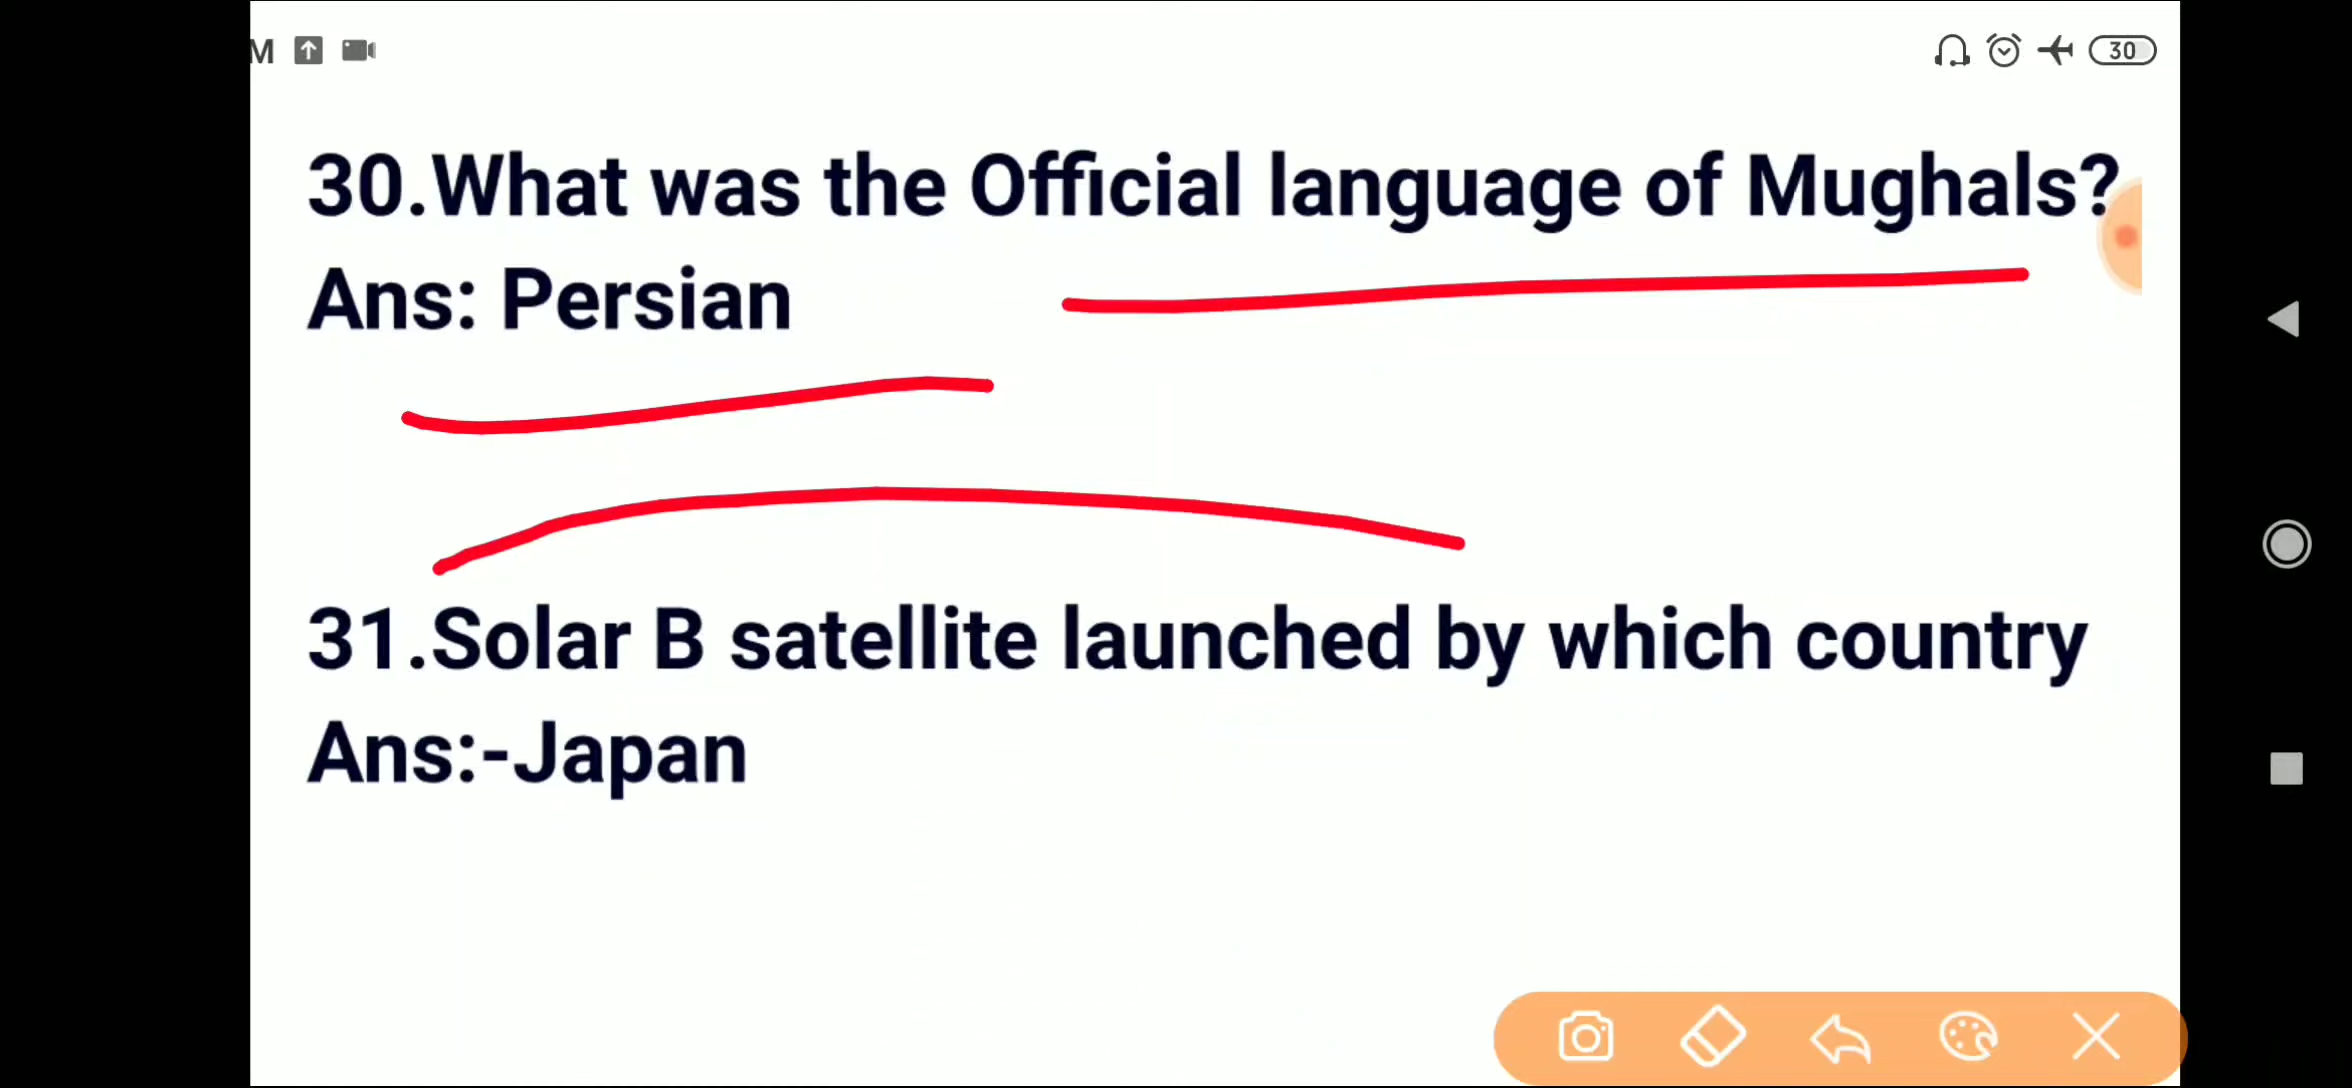 M
30
30.What was the Official language of Mughals?
Ans: Persian
31.Solar B satellite launched by which country
Ans:-Japan